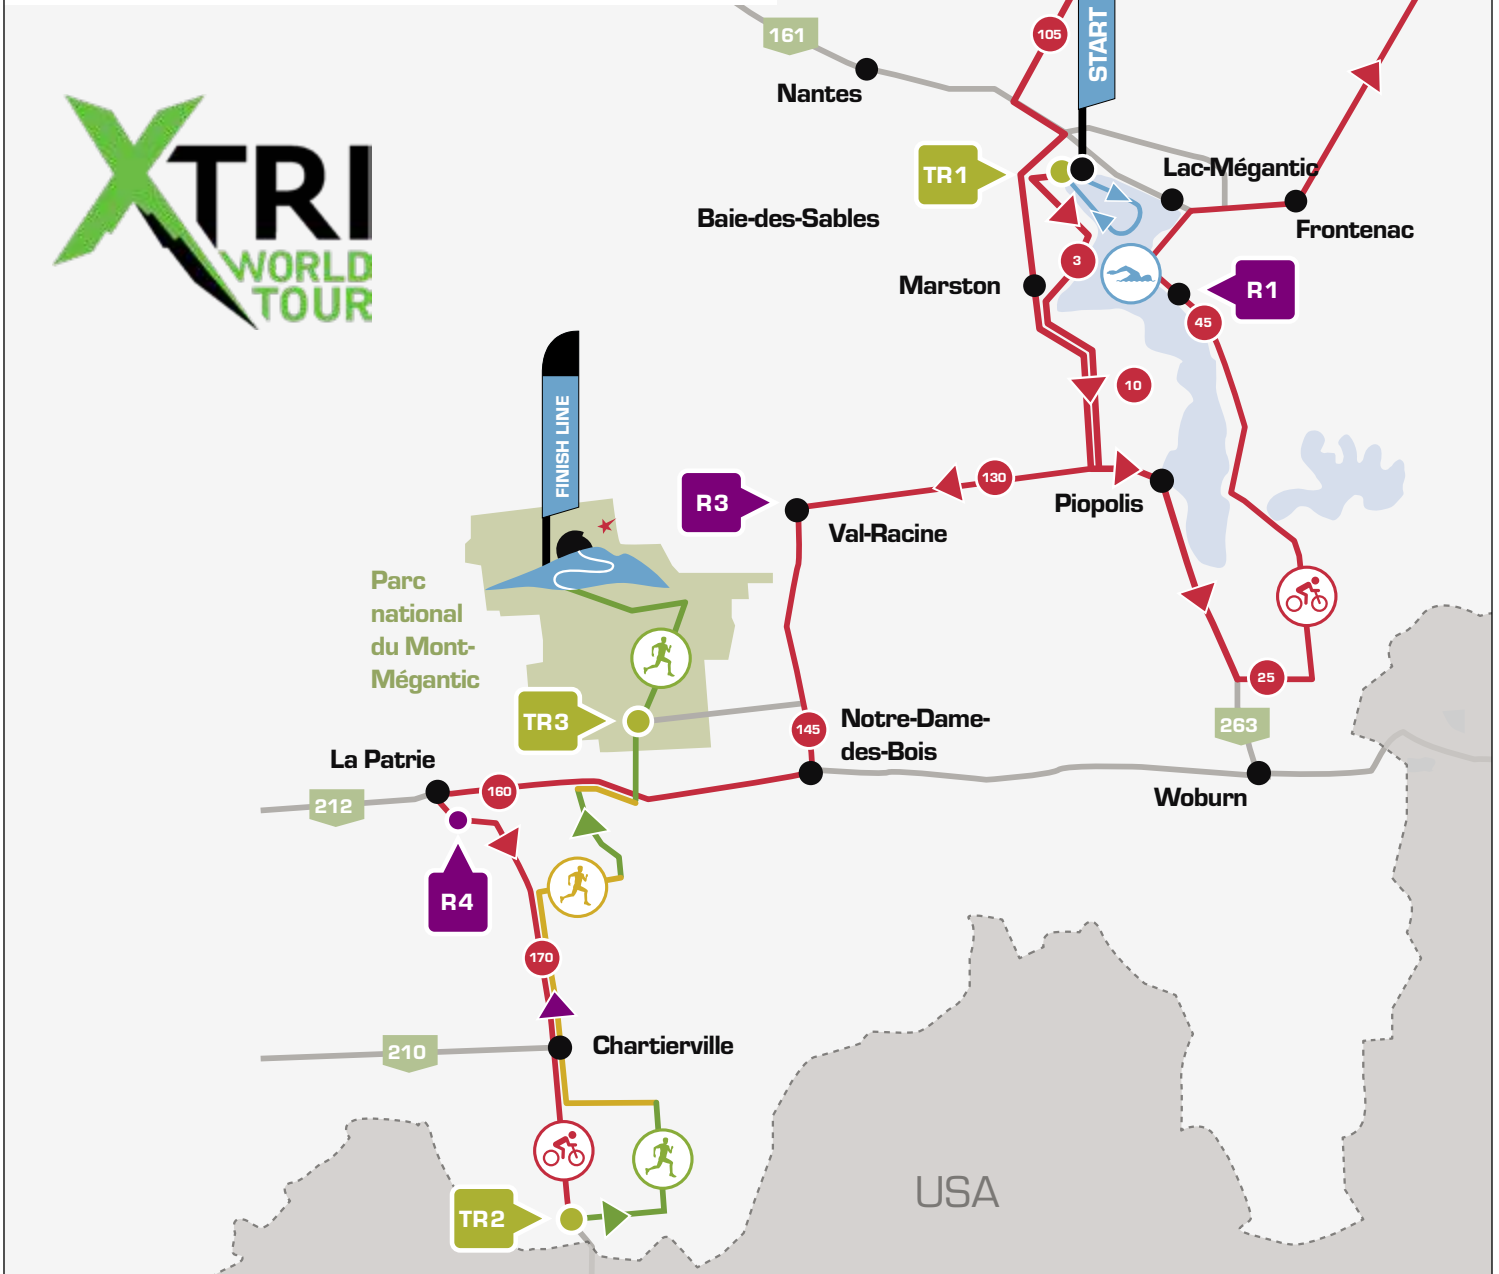 161
Nantes
105
START
XTRI
WORLD
TOUR
TR1
Lac-Mégantic
Baie-des-Sables
Frontenac
3
Marston
R1
45
10
FINISH LINE
R3
130
Piopolis
Val-Racine
Parc
national
du Mont-
Mégantic
25
TR3
145
Notre-Dame-
des-Bois
263
La Patrie
160
212
Woburn
R4
170
Chartierville
210
USA
TR2